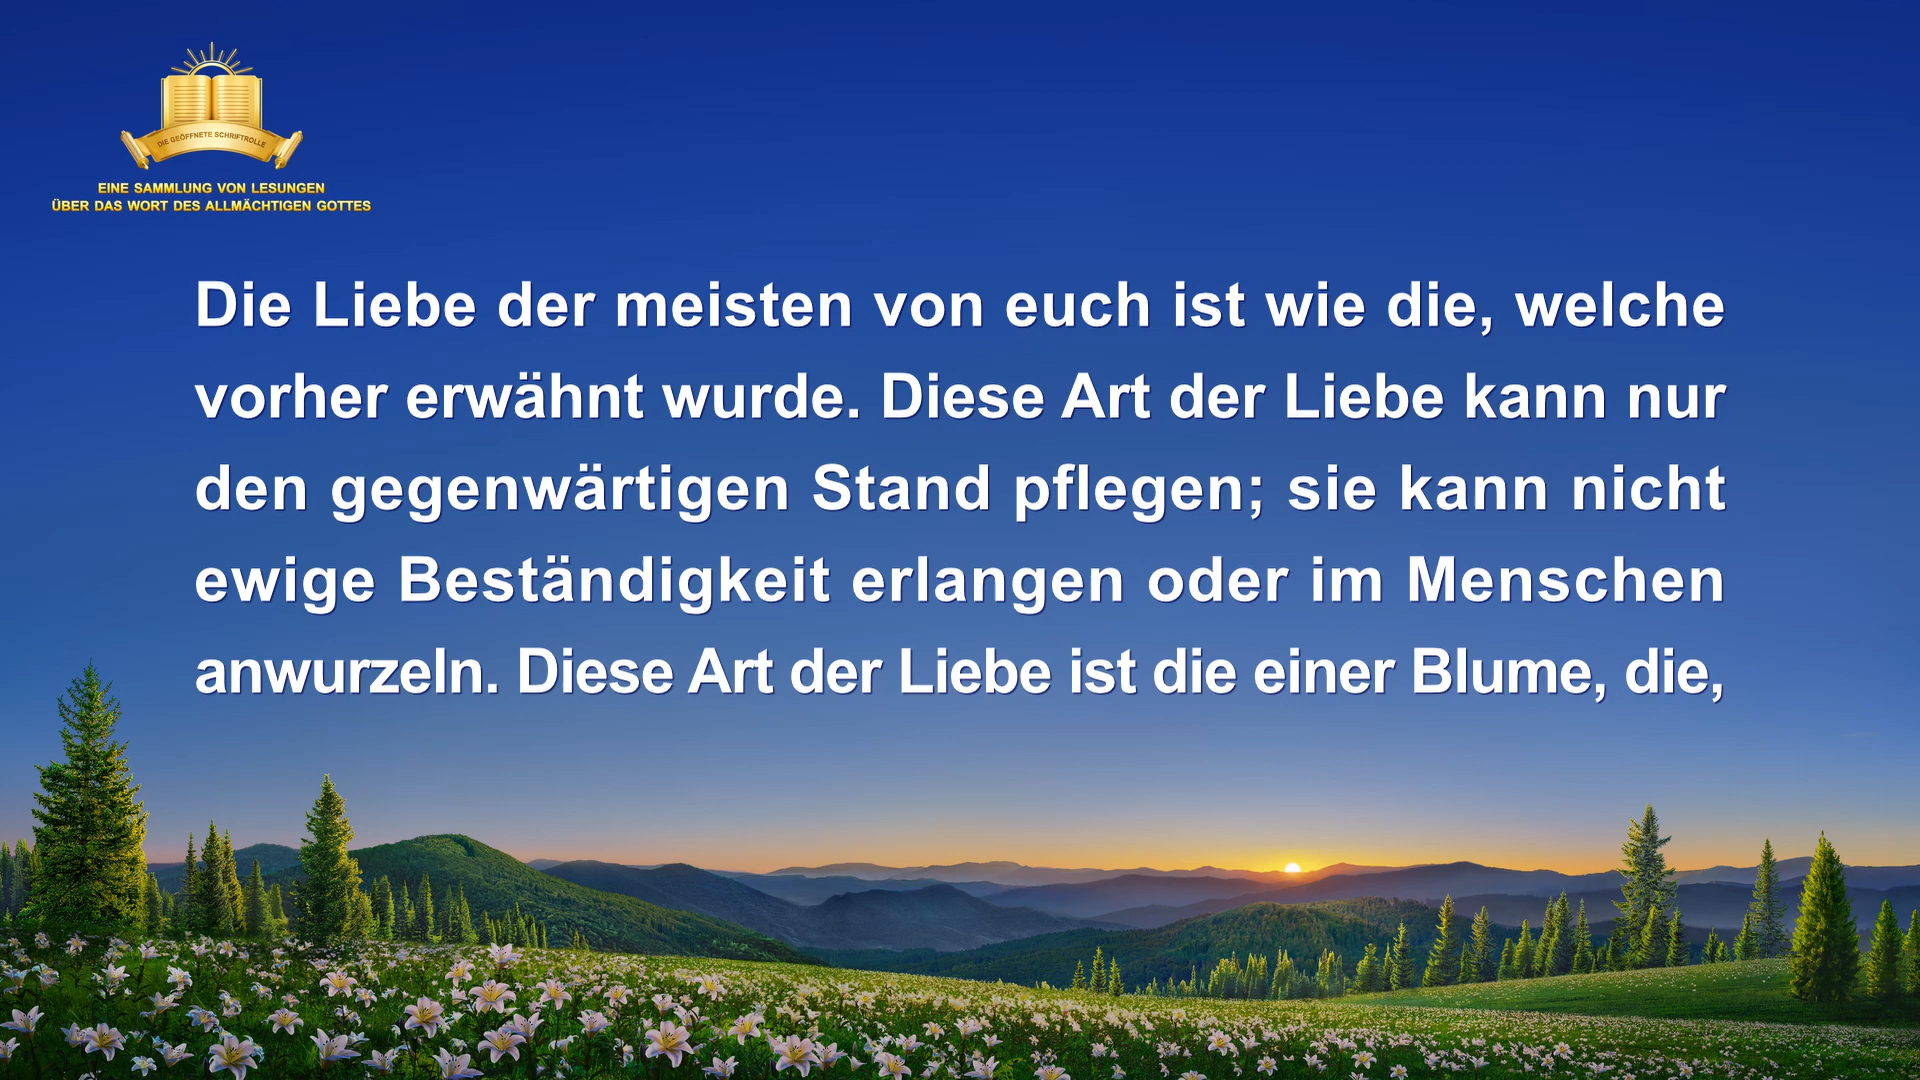 DIE GEÖFFNETE SCHRIFTROLLE
EINE SAMMLUNG VON LESUNGEN
ÜBER DAS WORT DES ALLMÄCHTIGEN GOTTES
Die Liebe der meisten von euch ist wie die, welche
vorher erwähnt wurde. Diese Art der Liebe kann nur
den gegenwärtigen Stand pflegen; sie kann nicht
ewige Beständigkeit erlangen oder im Menschen
anwurzeln. Diese Art der Liebe ist die einer Blume, die,